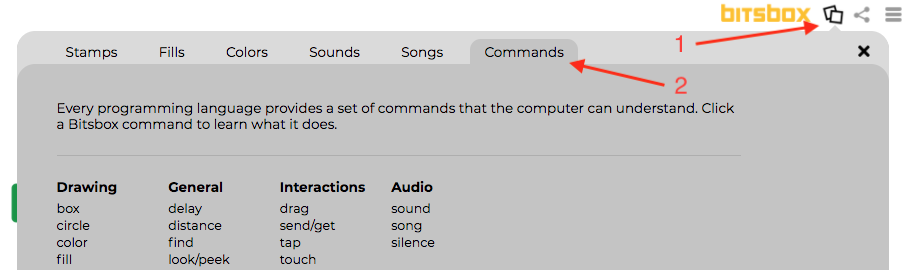 bitsbox
1
Stamps Fills Colors Sounds Songs Commands
2
Every programming language provides a set of commands that the computer can understand. Click
a Bitsbox command to learn what it does.
Drawing General Interactions Audio
box delay drag sound
circle distance send/get song
color find tap silence
fill look/peek touch